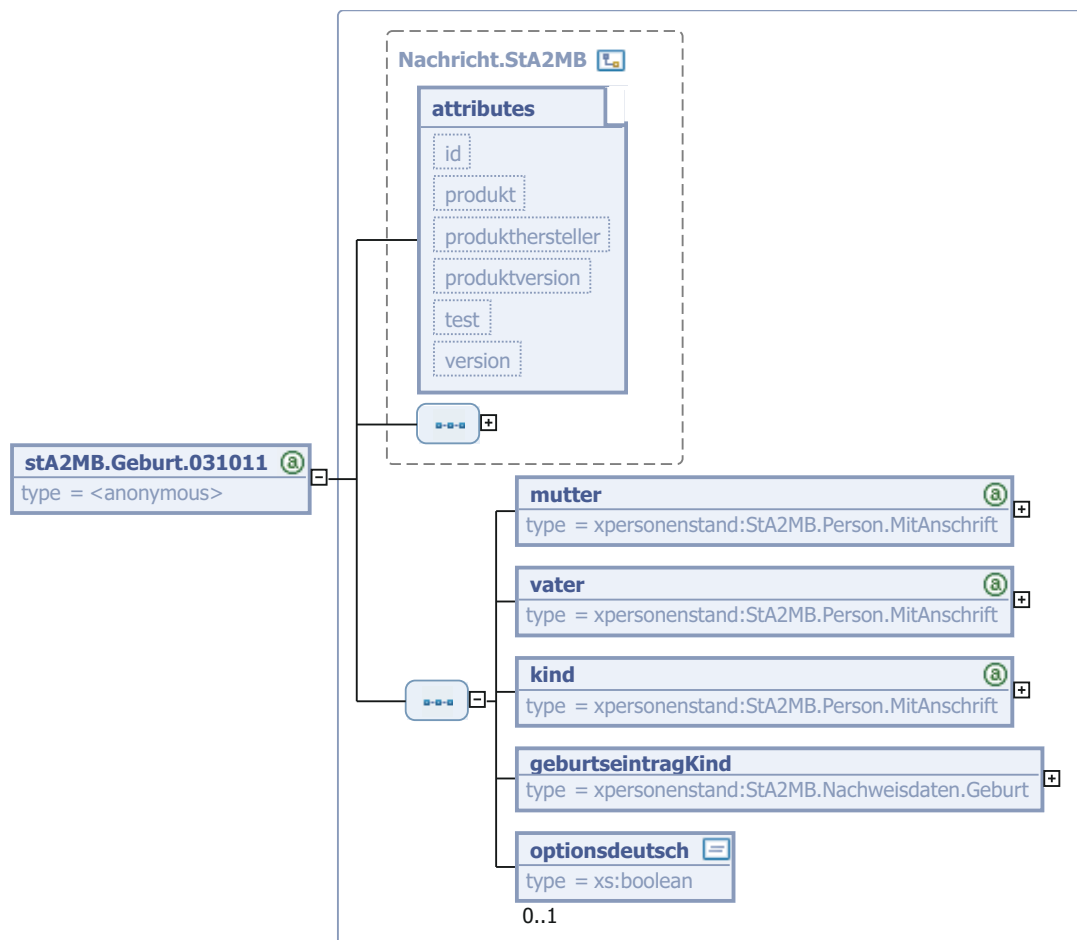 Nachricht.StA2MB
attributes
id
produkt
produkthersteller
produktversion
test
version
stA2MB.Geburt.031011
type = <anonymous>
mutter
type = xpersonenstand:StA2MB.Person.MitAnschrift
vater
type = xpersonenstand:StA2MB.Person.MitAnschrift
kind
type = xpersonenstand:StA2MB.Person.MitAnschrift
geburtseintragKind
type = xpersonenstand:StA2MB.Nachweisdaten.Geburt
optionsdeutsch
type = xs:boolean
0..1